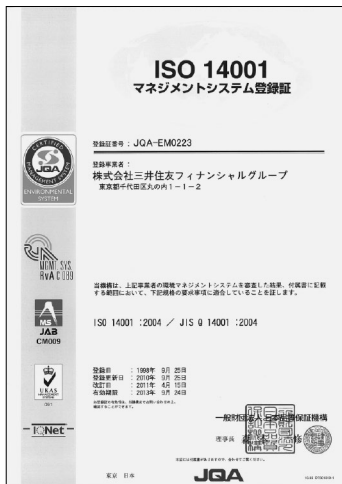 ISO 14001
マネジメントシステム登録証
登録証番号 : JQA-EM0223
登録事業者 :
株式会社三井住友フィナンシャルグループ
東京都千代田区丸の内1-1-2
CERTIFIED
MANAGEMENT SYSTEM
JQA
ENVIRONMENTAL
SYSTEM
MGMT. SYS.
RvA C 089
当機構は、上記事業者の環境マネジメントシステムを審査した結果、付属書に記載
する範囲において、下記規格の要求事項に適合していることを証します。
ISO 14001 :2004 / JIS Q 14001 :2004
MS
JAB
CM009
登録日 : 1998年 9月 25日
登録更新日 : 2010年 9月 25日
改訂日 : 2011年 4月 15日
有効期限 : 2013年 9月 24日
UKAS
IQNet
一般財団法人日本品質保証機構
理事長
東京 日本
JQA